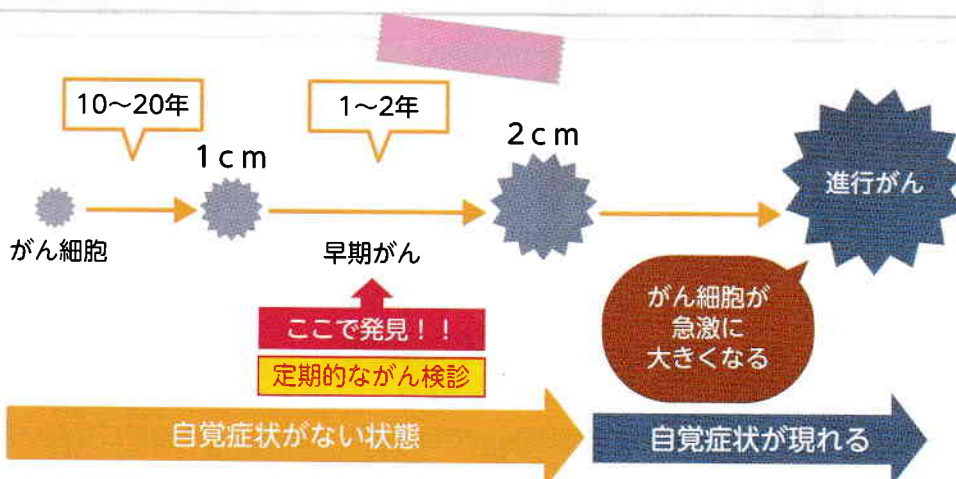 10〜20年
1〜2年
1cm
2cm
進行がん
がん細胞
早期がん
ここで発見！！
定期的ながん検診
がん細胞が
急激に
大きくなる
自覚症状がない状態
自覚症状が現れる